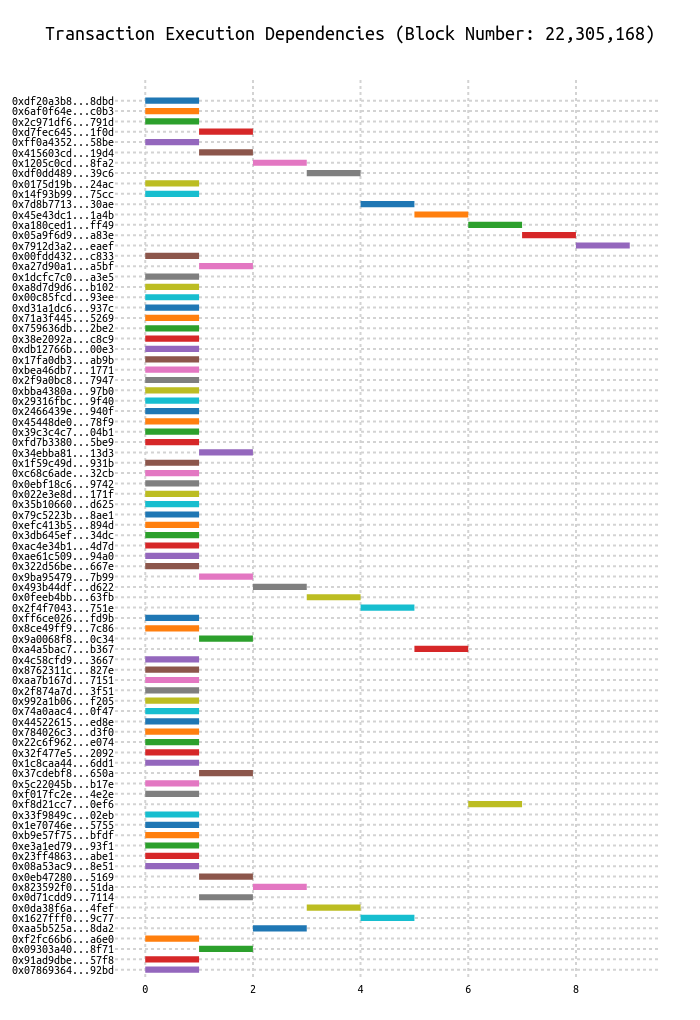 Transaction Execution Dependencies (Block Number: 22,305,168)
0xdf20a3b8...8dbd
0x6af0f64e...c0b3
0x2c971df6...791d
0xd7fec645...1f0d
0xff0a4352...58be
0x415603cd...19d4
0x1205c0cd...8fa2
0xdf0dd489...39c6
0x0175d19b...24ac
0x14f93b99...75cc
0x7d8b7713...30ae
0x45e43dc1...1a4b
0xa180ced1...ff49
0x05a9f6d9...a83e
0x7912d3a2...eaef
0x00fdd432...c833
0xa27d90a1...a5bf
0x1dcfc7c0...a3e5
0xa8d7d9d6...b102
0x00c85fcd...93ee
0xd31a1dc6...937c
0x71a3f445...5269
0x759636db...2be2
0x38e2092a...c8c9
0xdb12766b...00e3
0x17fa0db3...ab9b
0xbea46db7...1771
0x2f9a0bc8...7947
0xbba4380a...97b0
0x29316fbc...9f40
0x2466439e...940f
0x45448de0...78f9
0x39c3c4c7...04b1
0xfd7b3380...5be9
0x34ebba81...13d3
0x1f59c49d...931b
0xc68c6ade...32cb
0x0ebf18c6...9742
0x022e3e8d...171f
0x35b10660...d625
0x79c5223b...8ae1
0xefc413b5...894d
0x3db645ef...34dc
0xac4e34b1...4d7d
0xae61c509...94a0
0x322d56be...667e
0x9ba95479...7b99
0x493b44df...d622
0x0feeb4bb...63fb
0x2f4f7043...751e
0xff6ce026...fd9b
0x8ce49ff9...7c86
0x9a0068f8...0c34
0xa4a5bac7...b367
0x4c58cfd9...3667
0x8762311c...827e
0xaa7b167d...7151
0x2f874a7d...3f51
0x992a1b06...f205
0x74a0aac4...0f47
0x44522615...ed8e
0x784026c3...d3f0
0x22c6f962...e074
0x32f477e5...2092
0x1c8caa44...6dd1
0x37cdebf8...650a
0x5c22045b...b17e
0xf017fc2e...4e2e
0xf8d21cc7...0ef6
0x33f9849c...02eb
0x1e70746e...5755
0xb9e57f75...bfdf
0xe3a1ed79...93f1
0x23ff4863...abe1
0x08a53ac9...8e51
0x0eb47280...5169
0x823592f0...51da
0x0d71cdd9...7114
0x0da38f6a...4fef
0x1627fff0...9c77
0xaa5b525a...8da2
0xf2fc66b6...a6e0
0x09303a40...8f71
0x91ad9dbe...57f8
0x07869364...92bd
0 2 4 6 8